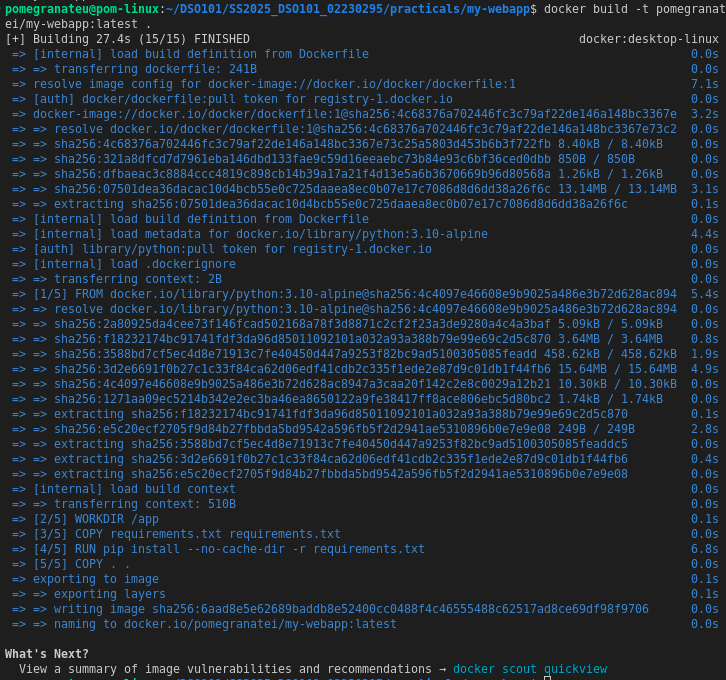 pomegranateu@pom-linux:~/DSO101/SS2025_DSO101_02230295/practicals/my-webapp$ docker build -t pomegranat
ei/my-webapp:latest .
[+] Building 27.4s (15/15) FINISHED docker:desktop-linux
=> [internal] load build definition from Dockerfile 0.0s
=> => transferring dockerfile: 241B 0.0s
=> resolve image config for docker-image://docker.io/docker/dockerfile:1 7.1s
=> [auth] docker/dockerfile:pull token for registry-1.docker.io 0.0s
=> docker-image://docker.io/docker/dockerfile:1@sha256:4c68376a702446fc3c79af22de146a148bc3367e 3.2s
=> => resolve docker.io/docker/dockerfile:1@sha256:4c68376a702446fc3c79af22de146a148bc3367e73c2 0.0s
=> => sha256:4c68376a702446fc3c79af22de146a148bc3367e73c25a5803d453b6b3f722fb 8.40kB / 8.40kB 0.0s
=> => sha256:321a8dfcd7d7961eba146dbd133fae9c59d16eeaebc73b84e93c6bf36ced0dbb 850B / 850B 0.0s
=> => sha256:dfbaeac3c8884ccc4819c898cb14b39a17a21f4d13e5a6b3670669b96d80568a 1.26kB / 1.26kB 0.0s
=> => sha256:07501dea36dacac10d4bcb55e0c725daaea8ec0b07e17c7086d8d6dd38a26f6c 13.14MB / 13.14MB 3.1s
=> => extracting sha256:07501dea36dacac10d4bcb55e0c725daaea8ec0b07e17c7086d8d6dd38a26f6c 0.1s
=> [internal] load build definition from Dockerfile 0.0s
=> [internal] load metadata for docker.io/library/python:3.10-alpine 4.4s
=> [auth] library/python:pull token for registry-1.docker.io 0.0s
=> [internal] load .dockerignore 0.0s
=> => transferring context: 2B 0.0s
=> [1/5] FROM docker.io/library/python:3.10-alpine@sha256:4c4097e46608e9b9025a486e3b72d628ac894 5.4s
=> => resolve docker.io/library/python:3.10-alpine@sha256:4c4097e46608e9b9025a486e3b72d628ac894 0.0s
=> => sha256:2a80925da4cee73f146fcad502168a78f3d8871c2cf2f23a3de9280a4c4a3baf 5.09kB / 5.09kB 0.0s
=> => sha256:f18232174bc91741fdf3da96d85011092101a032a93a388b79e99e69c2d5c870 3.64MB / 3.64MB 0.8s
=> => sha256:3588bd7cf5ec4d8e71913c7fe40450d447a9253f82bc9ad5100305085feadd 458.62kB / 458.62kB 1.9s
=> => sha256:3d2e6691f0b27c1c33f84ca62d06edf41cdb2c335f1ede2e87d9c01db1f44fb6 15.64MB / 15.64MB 4.9s
=> => sha256:4c4097e46608e9b9025a486e3b72d628ac8947a3caa20f142c2e8c0029a12b21 10.30kB / 10.30kB 0.0s
=> => sha256:1271aa09ec5214b342e2ec3ba46ea8650122a9fe38417ff8ace806ebc5d80bc2 1.74kB / 1.74kB 0.0s
=> => extracting sha256:f18232174bc91741fdf3da96d85011092101a032a93a388b79e99e69c2d5c870 0.1s
=> => sha256:e5c20ecf2705f9d84b27fbbda5bd9542a596fb5f2d2941ae5310896b0e7e9e08 249B / 249B 2.8s
=> => extracting sha256:3588bd7cf5ec4d8e71913c7fe40450d447a9253f82bc9ad5100305085feaddc5 0.0s
=> => extracting sha256:3d2e6691f0b27c1c33f84ca62d06edf41cdb2c335f1ede2e87d9c01db1f44fb6 0.4s
=> => extracting sha256:e5c20ecf2705f9d84b27fbbda5bd9542a596fb5f2d2941ae5310896b0e7e9e08 0.0s
=> [internal] load build context 0.0s
=> => transferring context: 510B 0.0s
=> [2/5] WORKDIR /app 0.1s
=> [3/5] COPY requirements.txt requirements.txt 0.0s
=> [4/5] RUN pip install --no-cache-dir -r requirements.txt 6.8s
=> [5/5] COPY . . 0.0s
=> exporting to image 0.1s
=> => exporting layers 0.1s
=> => writing image sha256:6aad8e5e62689baddb8e52400cc0488f4c46555488c62517ad8ce69df98f9706 0.0s
=> => naming to docker.io/pomegranatei/my-webapp:latest 0.0s
What's Next?
View a summary of image vulnerabilities and recommendations → docker scout quickview